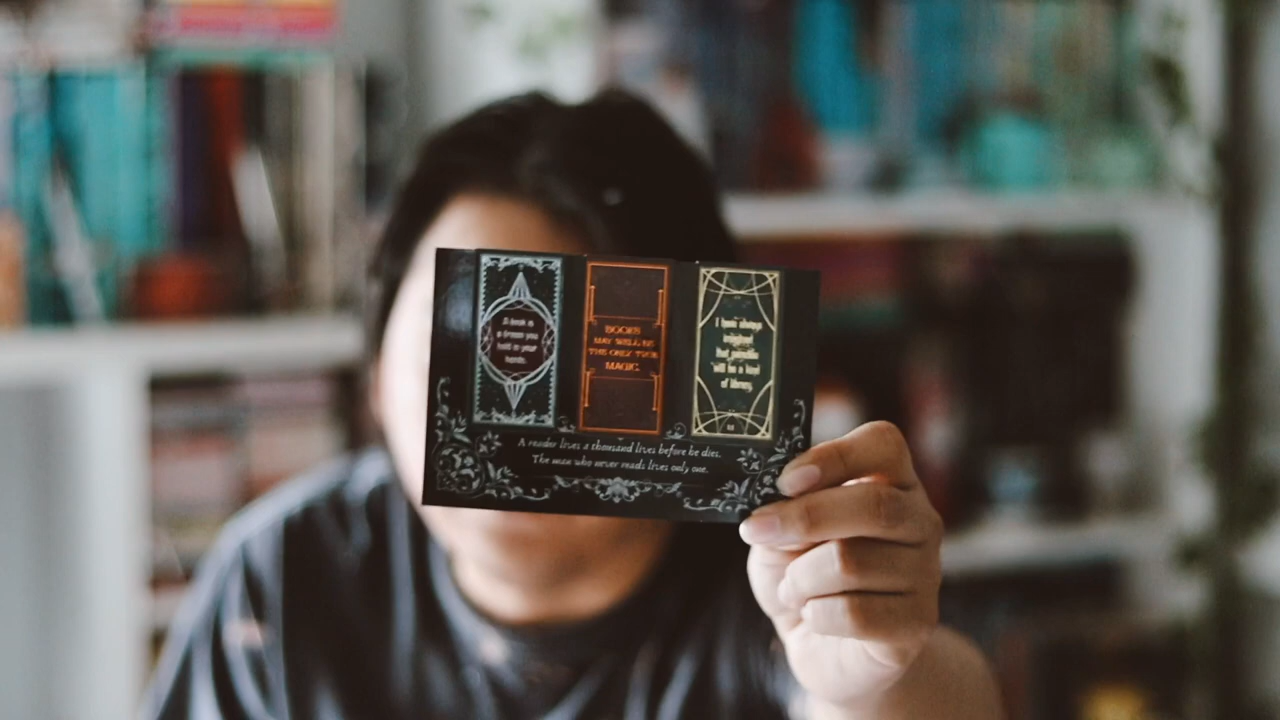 A book is
a dream you
hold in your
hands.
BOOKS
MAY WELL BE
THE ONLY TRUE
MAGIC.
I have always
imagined
that paradise
will be a kind
of library.
A reader lives a thousand lives before he dies.
The man who never reads lives only one.